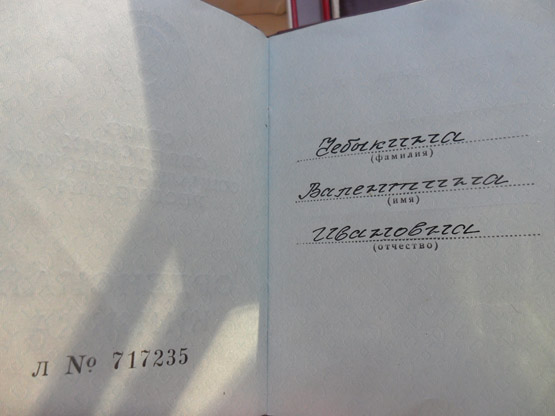 Л № 717235
Чебыкина
(фамилия)
Валентина
(имя)
Ивановна
(отчество)